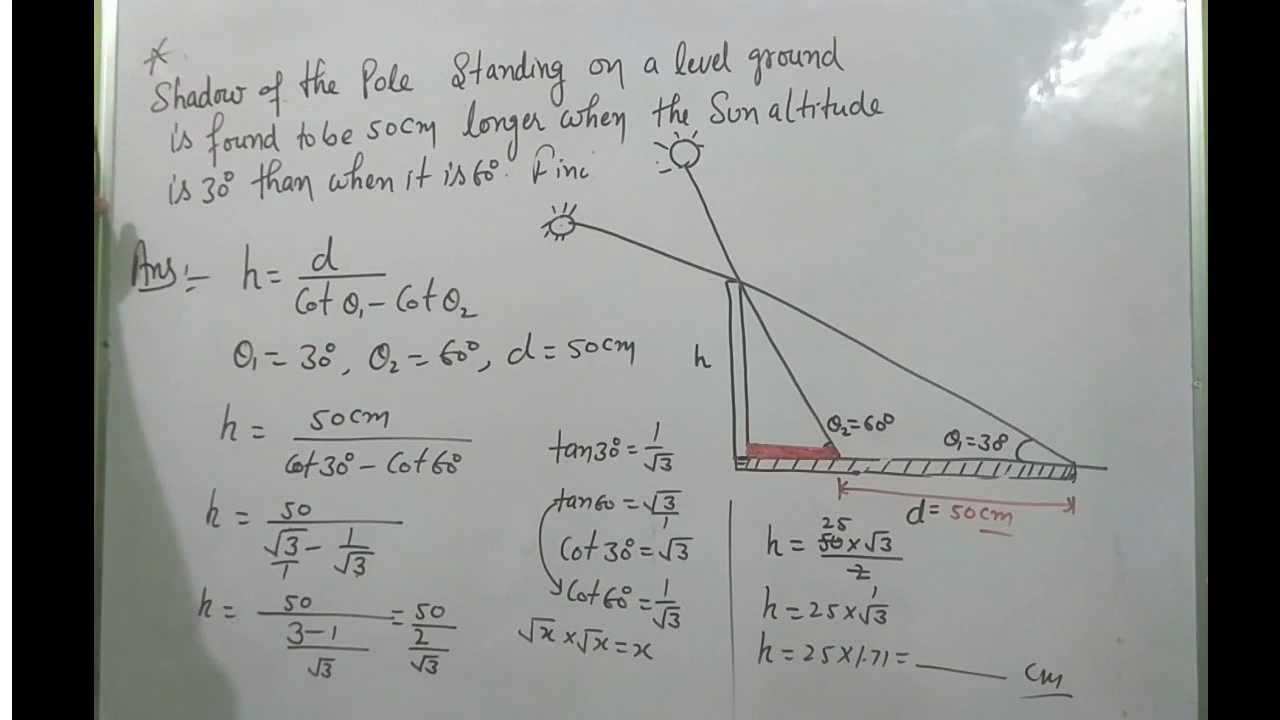 *
Shadow of the Pole Standing on a level ground
is found to be 50cm longer when the Sun altitude
is 30° than when it is 60°. Finc
Ans:- h = d / Cot θ₁ - Cot θ₂
θ₁ = 30°, θ₂ = 60°, d = 50cm
h = 50cm / Cot 30° - Cot 60°
h = 50 / √3/1 - 1/√3
h = 50 / 3-1/√3 = 50 / 2/√3
tan 30° = 1/√3
tan 60 = √3/1
Cot 30° = √3
Cot 60° = 1/√3
√x × √x = x
h
θ₂ = 60°
θ₁ = 30°
d = 50cm
25
h = 50 × √3 / 2
1
h = 25 × √3
h = 25 × 1.71 = ______ cm